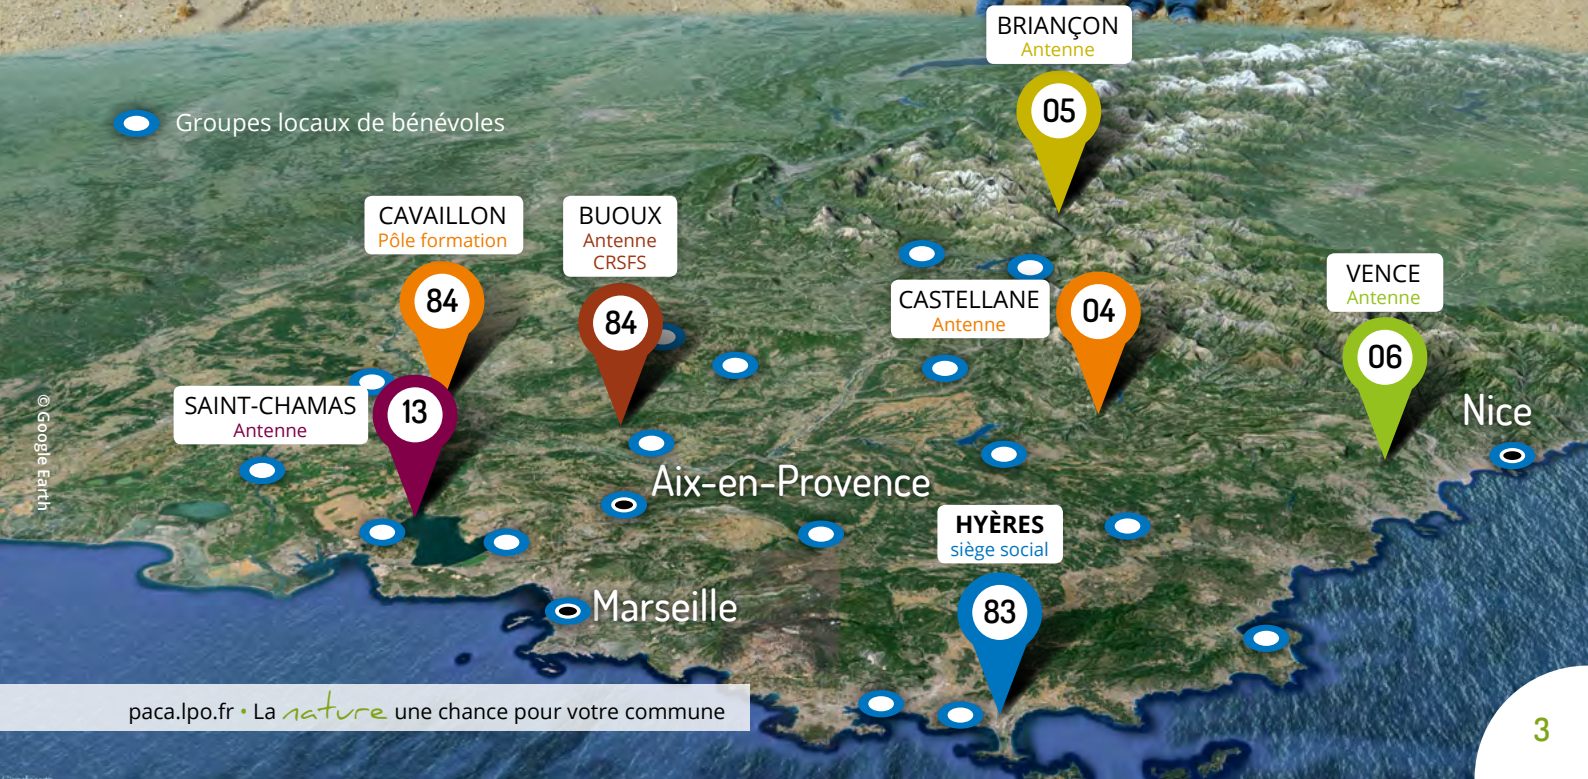 BRIANÇON
Antenne
05
Groupes locaux de bénévoles
CAVAILLON
Pôle formation
84
BUOUX
Antenne
CRSFS
84
CASTELLANE
Antenne
04
VENCE
Antenne
06
SAINT-CHAMAS
Antenne
13
Nice
© Google Earth
Aix-en-Provence
HYÈRES
siège social
83
Marseille
paca.lpo.fr • La nature une chance pour votre commune
3